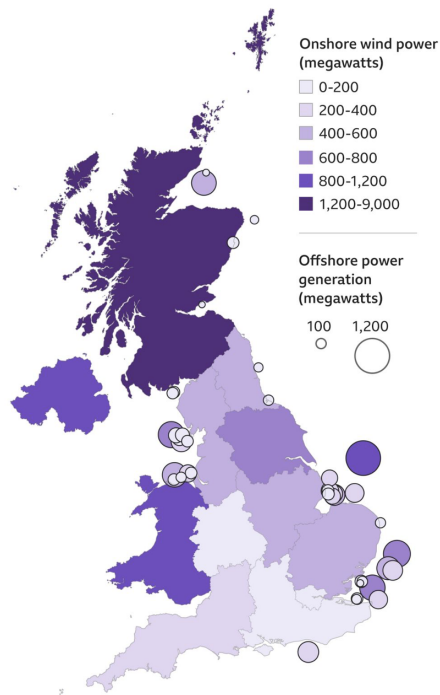 Onshore wind power
(megawatts)
0-200
200-400
400-600
600-800
800-1,200
1,200-9,000
Offshore power
generation
(megawatts)
100 1,200